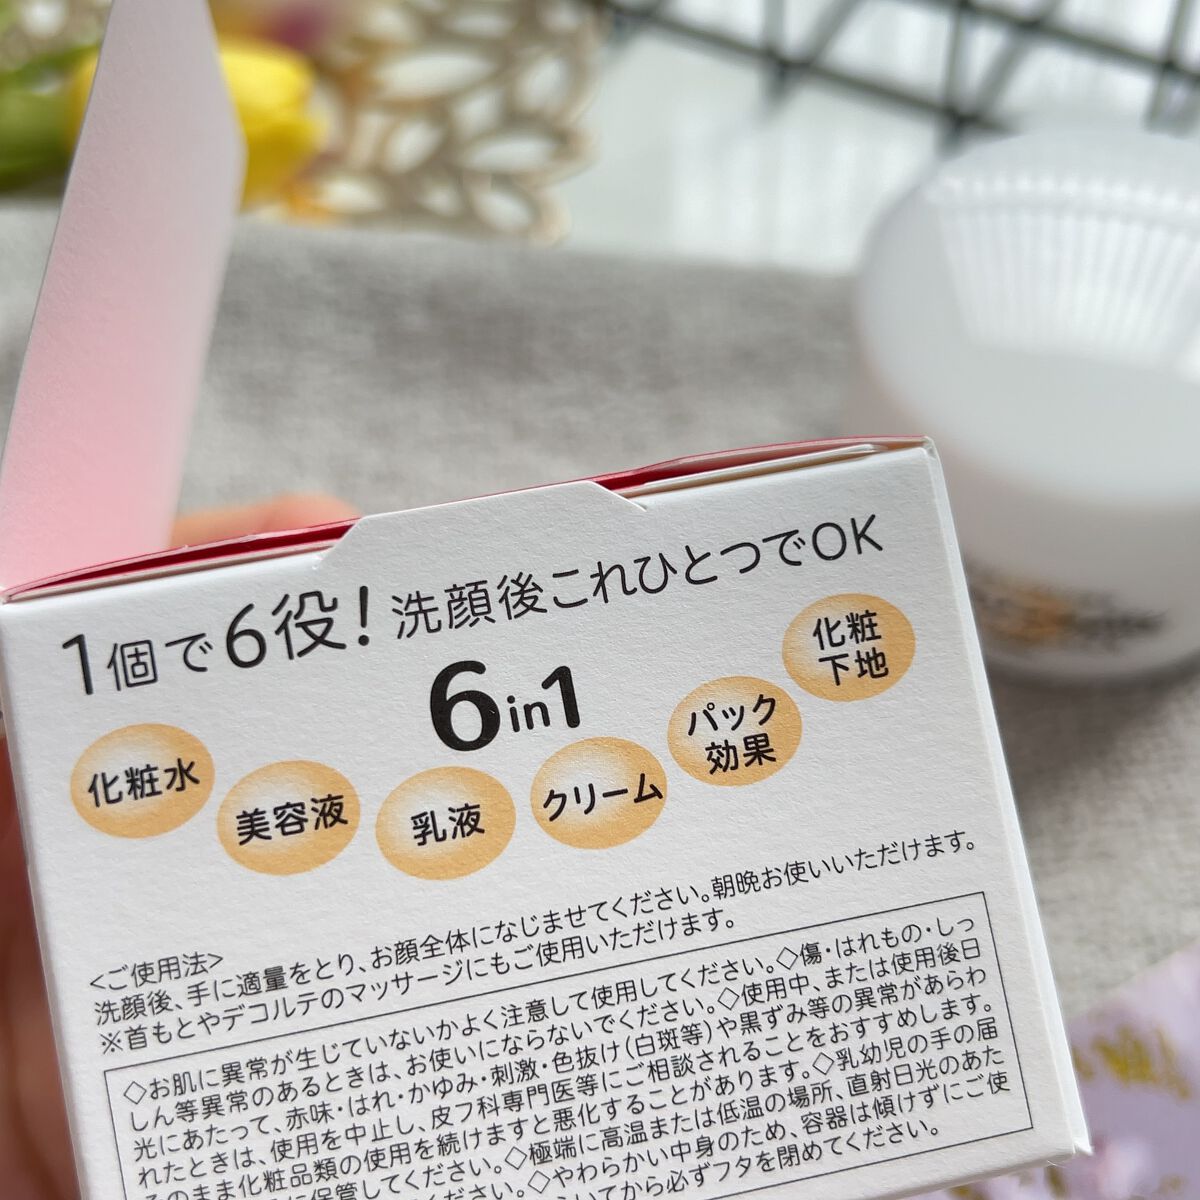 1個で6役!洗顔後これひとつでOK
6in1
化粧水
美容液
乳液
クリーム
パック
効果
化粧
下地
<ご使用法>
洗顔後、手に適量をとり、お顔全体になじませてください。朝晩お使いいただけます。
※首もとやデコルテのマッサージにもご使用いただけます。
◇お肌に異常が生じていないかよく注意して使用してください。◇傷・はれもの・しっ
しん等異常のあるときは、お使いにならないでください。◇使用中、または使用後日
光にあたって、赤味・はれ・かゆみ・刺激・色抜け(白斑等)や黒ずみ等の異常があらわ
れたときは、使用を中止し、皮フ科専門医等にご相談されることをおすすめします。
そのまま化粧品類の使用を続けますと悪化することがあります。◇乳幼児の手の届
に保管してください。◇極端に高温または低温の場所、直射日光のあた
ください。◇やわらかい中身のため、容器は傾けずにご使
いてから必ずフタを閉めてください。